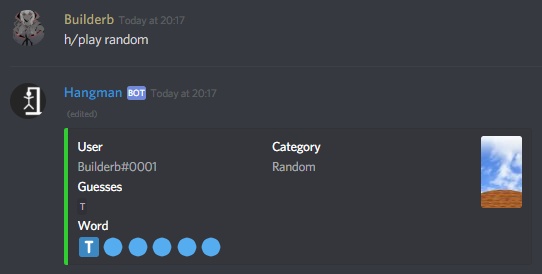 Builderb Today at 20:17
h/play random
Hangman BOT Today at 20:17
(edited)
User Category
Builderb#0001 Random
Guesses
T
Word
T